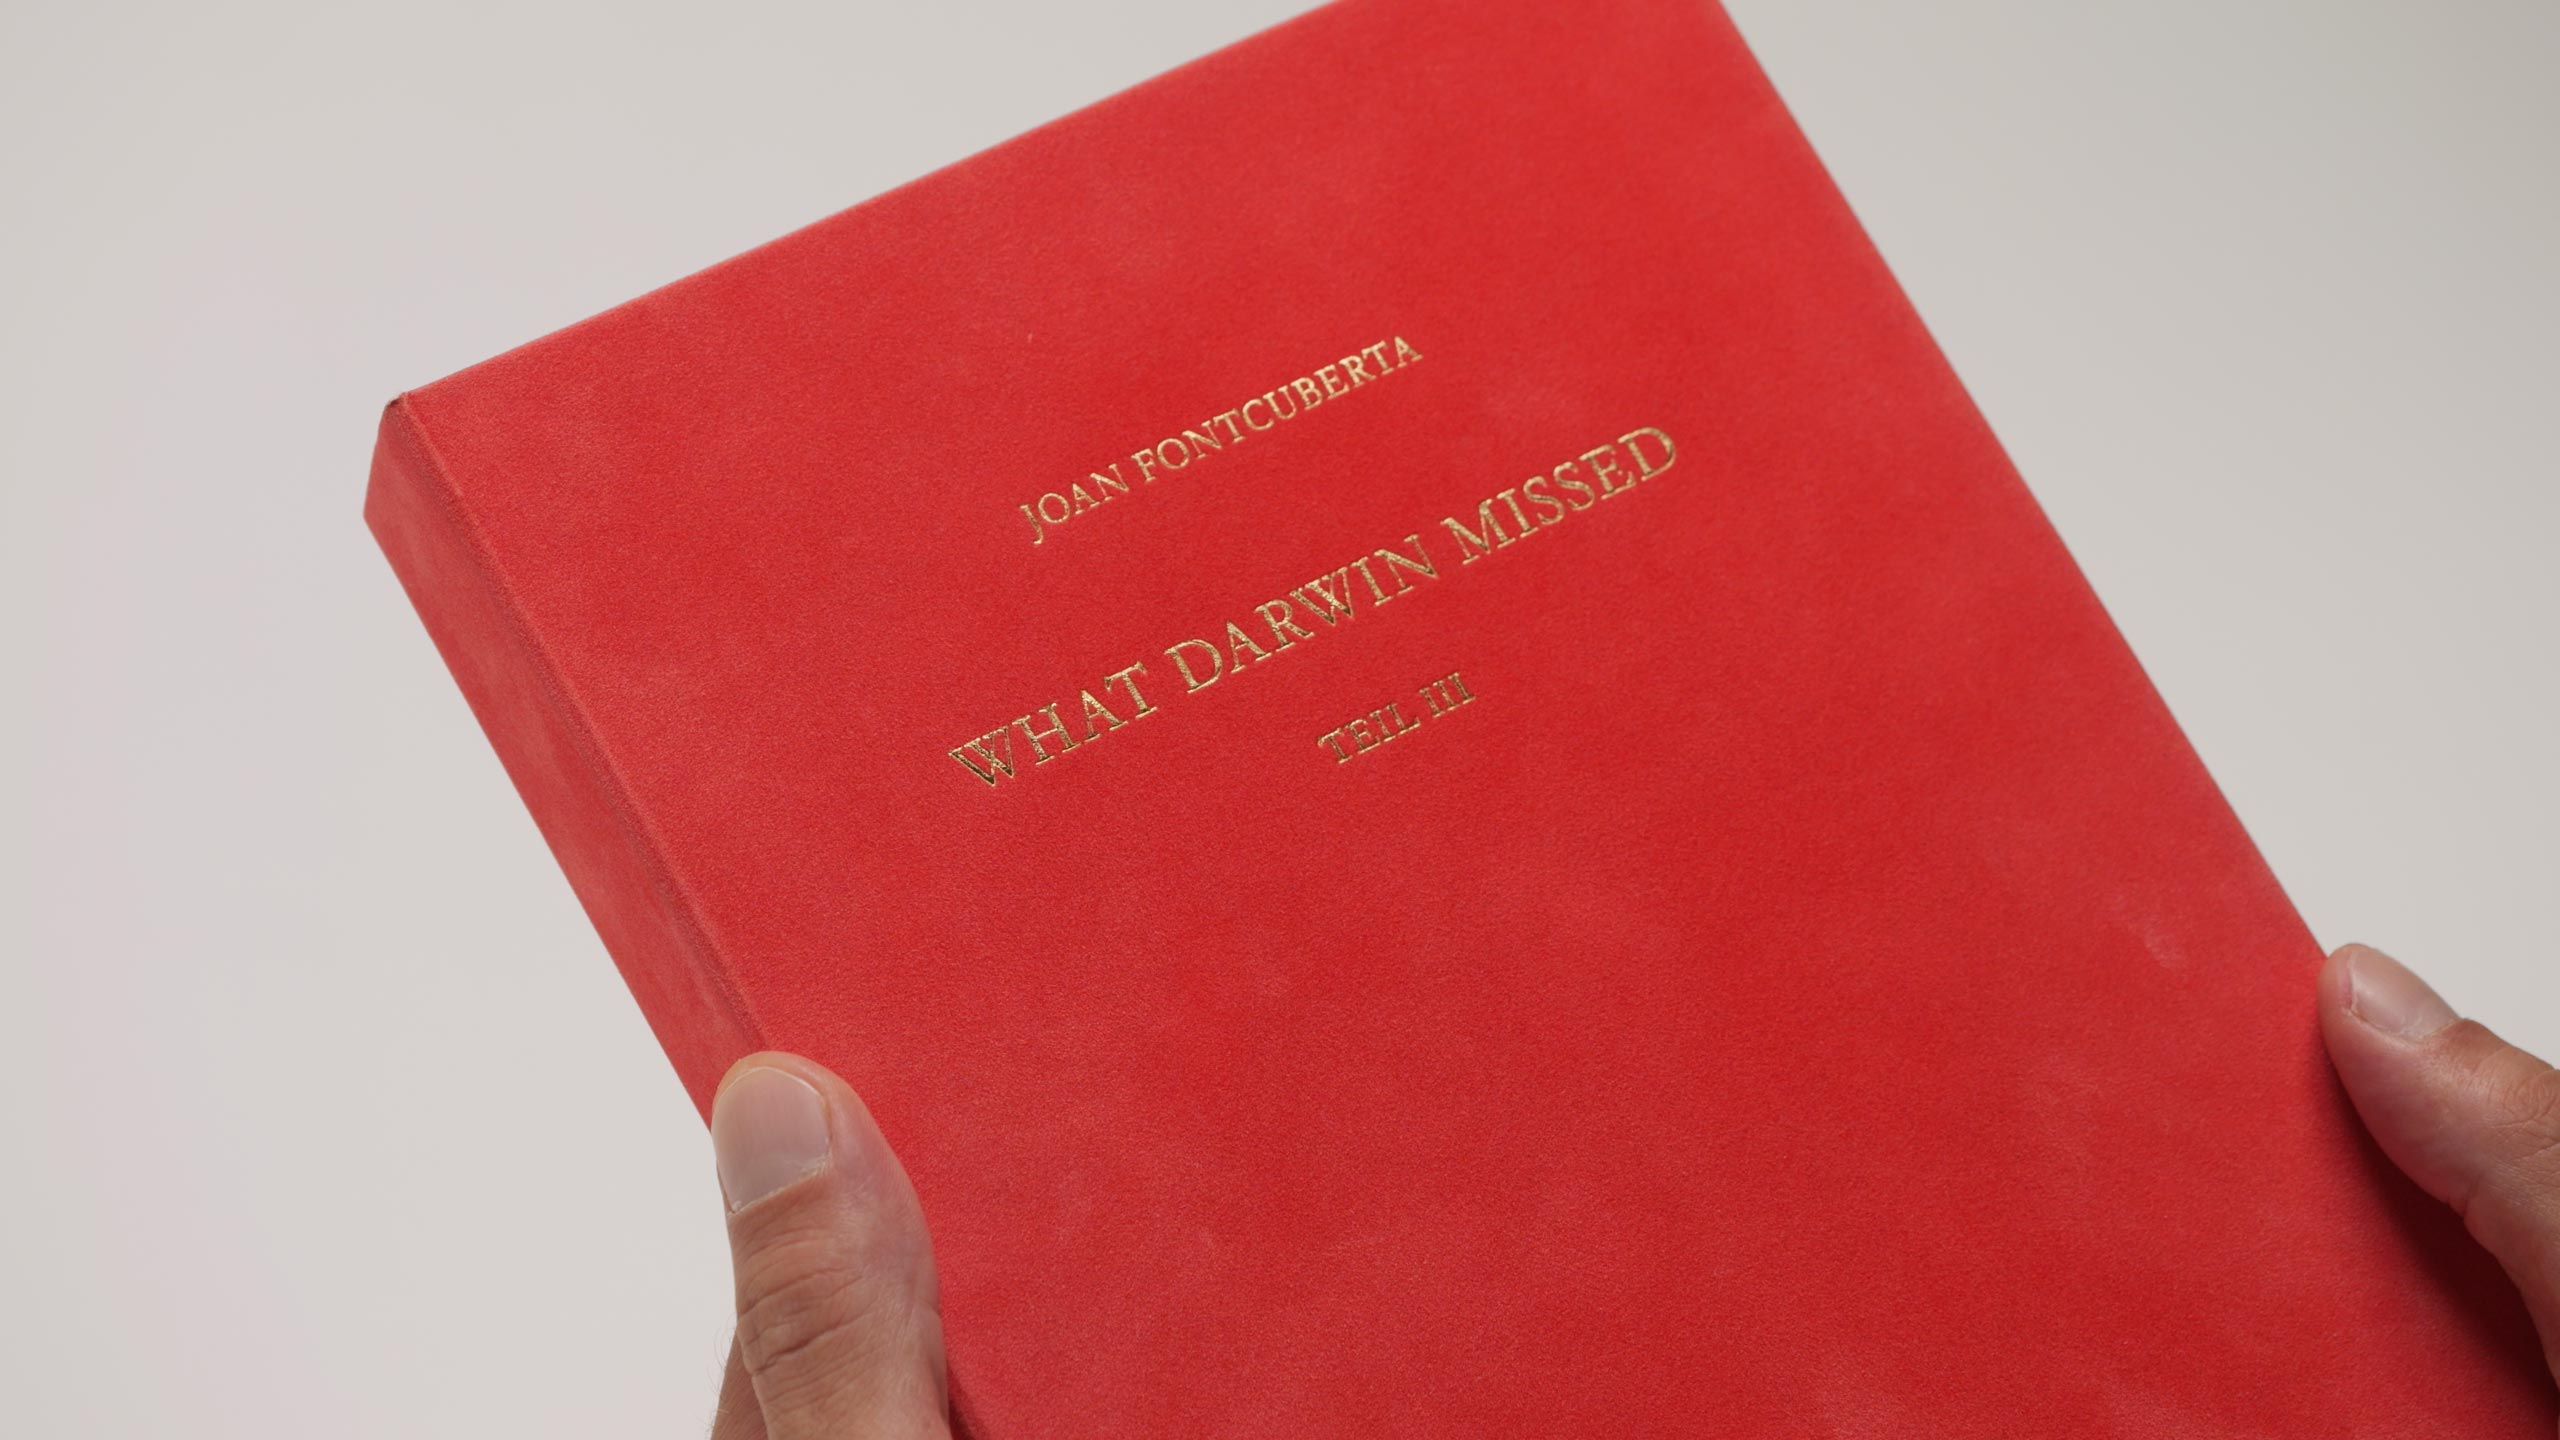 JOAN FONTCUBERTA
WHAT DARWIN MISSED
TEIL III